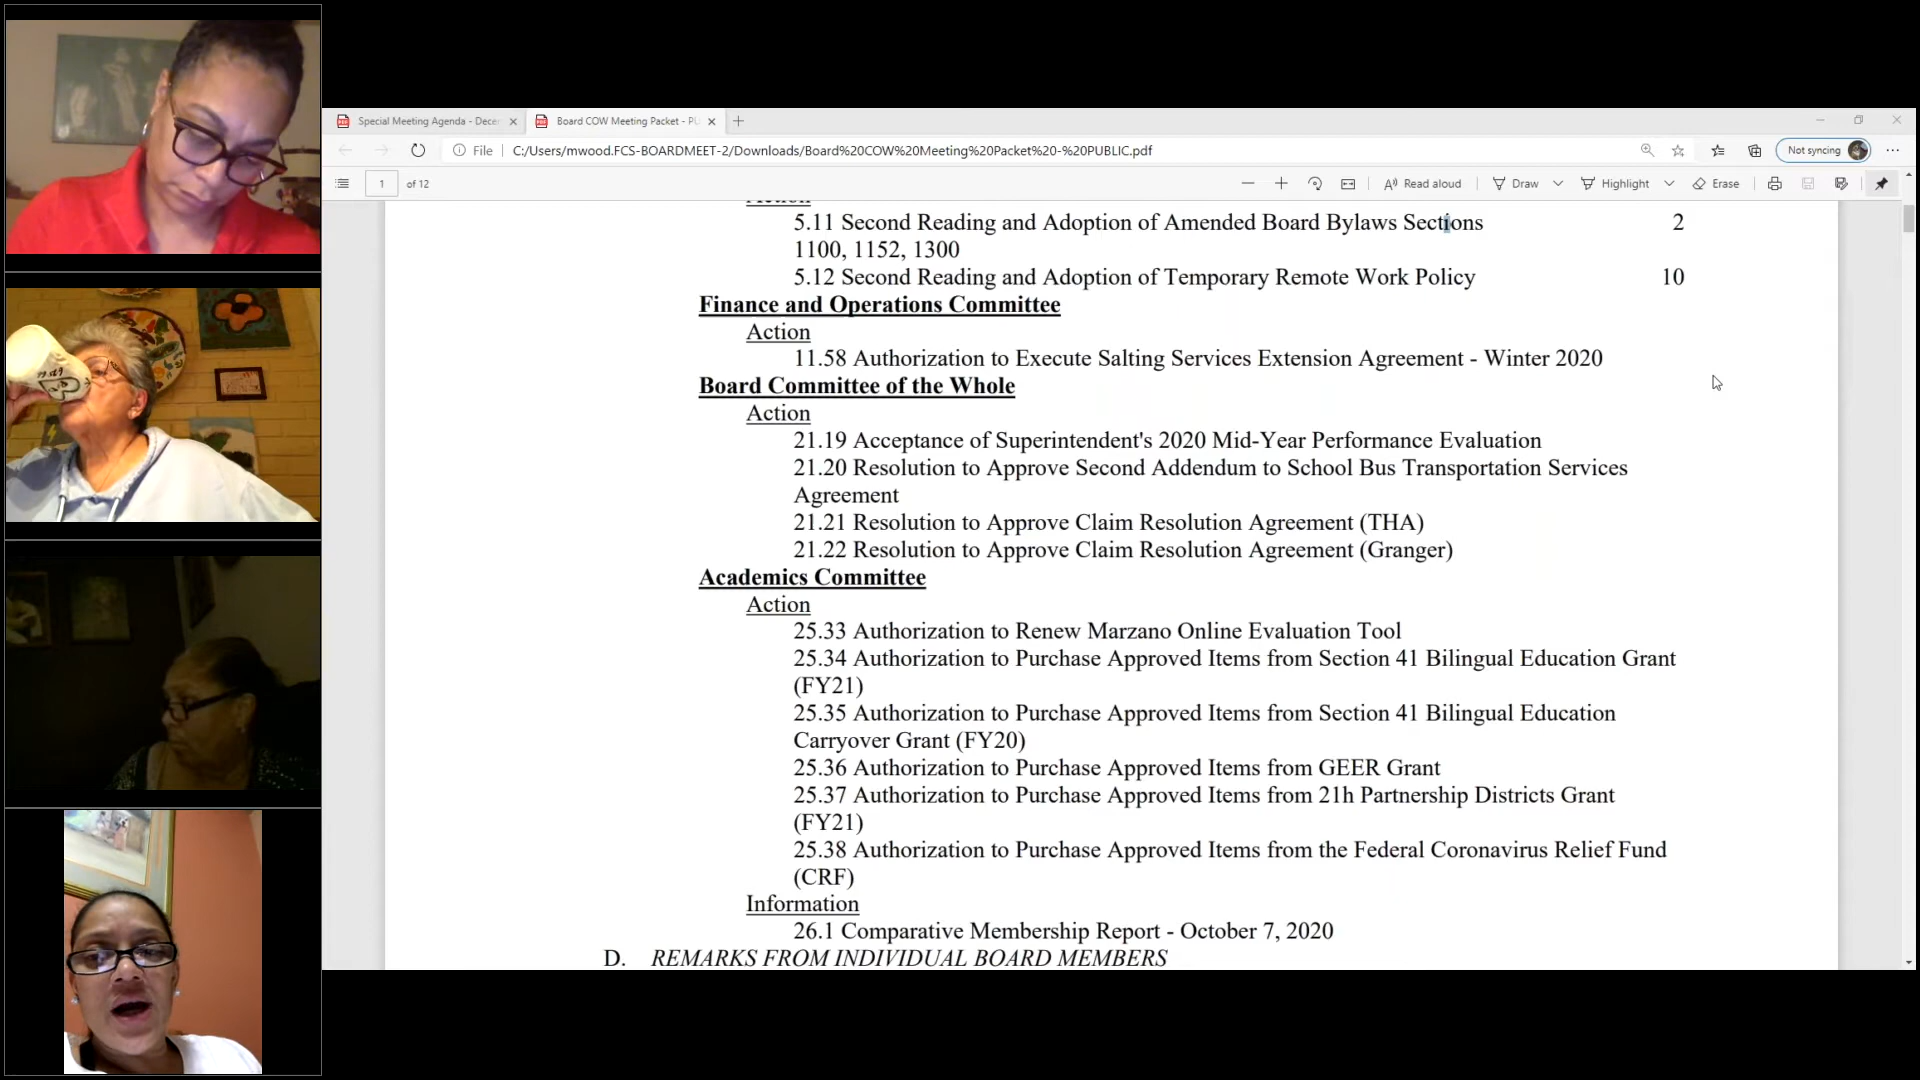 Special Meeting Agenda - Dece
Board COW Meeting Packet - PU
File
C:/Users/mwood.FCS-BOARDMEET-2/Downloads/Board%20COW%20Meeting%20Packet%20-%20PUBLIC.pdf
Not syncing
1 of 12
Read aloud
Draw
Highlight
Erase
Action
5.11 Second Reading and Adoption of Amended Board Bylaws Sections 2
1100, 1152, 1300
5.12 Second Reading and Adoption of Temporary Remote Work Policy 10
Finance and Operations Committee
Action
11.58 Authorization to Execute Salting Services Extension Agreement - Winter 2020
Board Committee of the Whole
Action
21.19 Acceptance of Superintendent's 2020 Mid-Year Performance Evaluation
21.20 Resolution to Approve Second Addendum to School Bus Transportation Services
Agreement
21.21 Resolution to Approve Claim Resolution Agreement (THA)
21.22 Resolution to Approve Claim Resolution Agreement (Granger)
Academics Committee
Action
25.33 Authorization to Renew Marzano Online Evaluation Tool
25.34 Authorization to Purchase Approved Items from Section 41 Bilingual Education Grant
(FY21)
25.35 Authorization to Purchase Approved Items from Section 41 Bilingual Education
Carryover Grant (FY20)
25.36 Authorization to Purchase Approved Items from GEER Grant
25.37 Authorization to Purchase Approved Items from 21h Partnership Districts Grant
(FY21)
25.38 Authorization to Purchase Approved Items from the Federal Coronavirus Relief Fund
(CRF)
Information
26.1 Comparative Membership Report - October 7, 2020
D. REMARKS FROM INDIVIDUAL BOARD MEMBERS